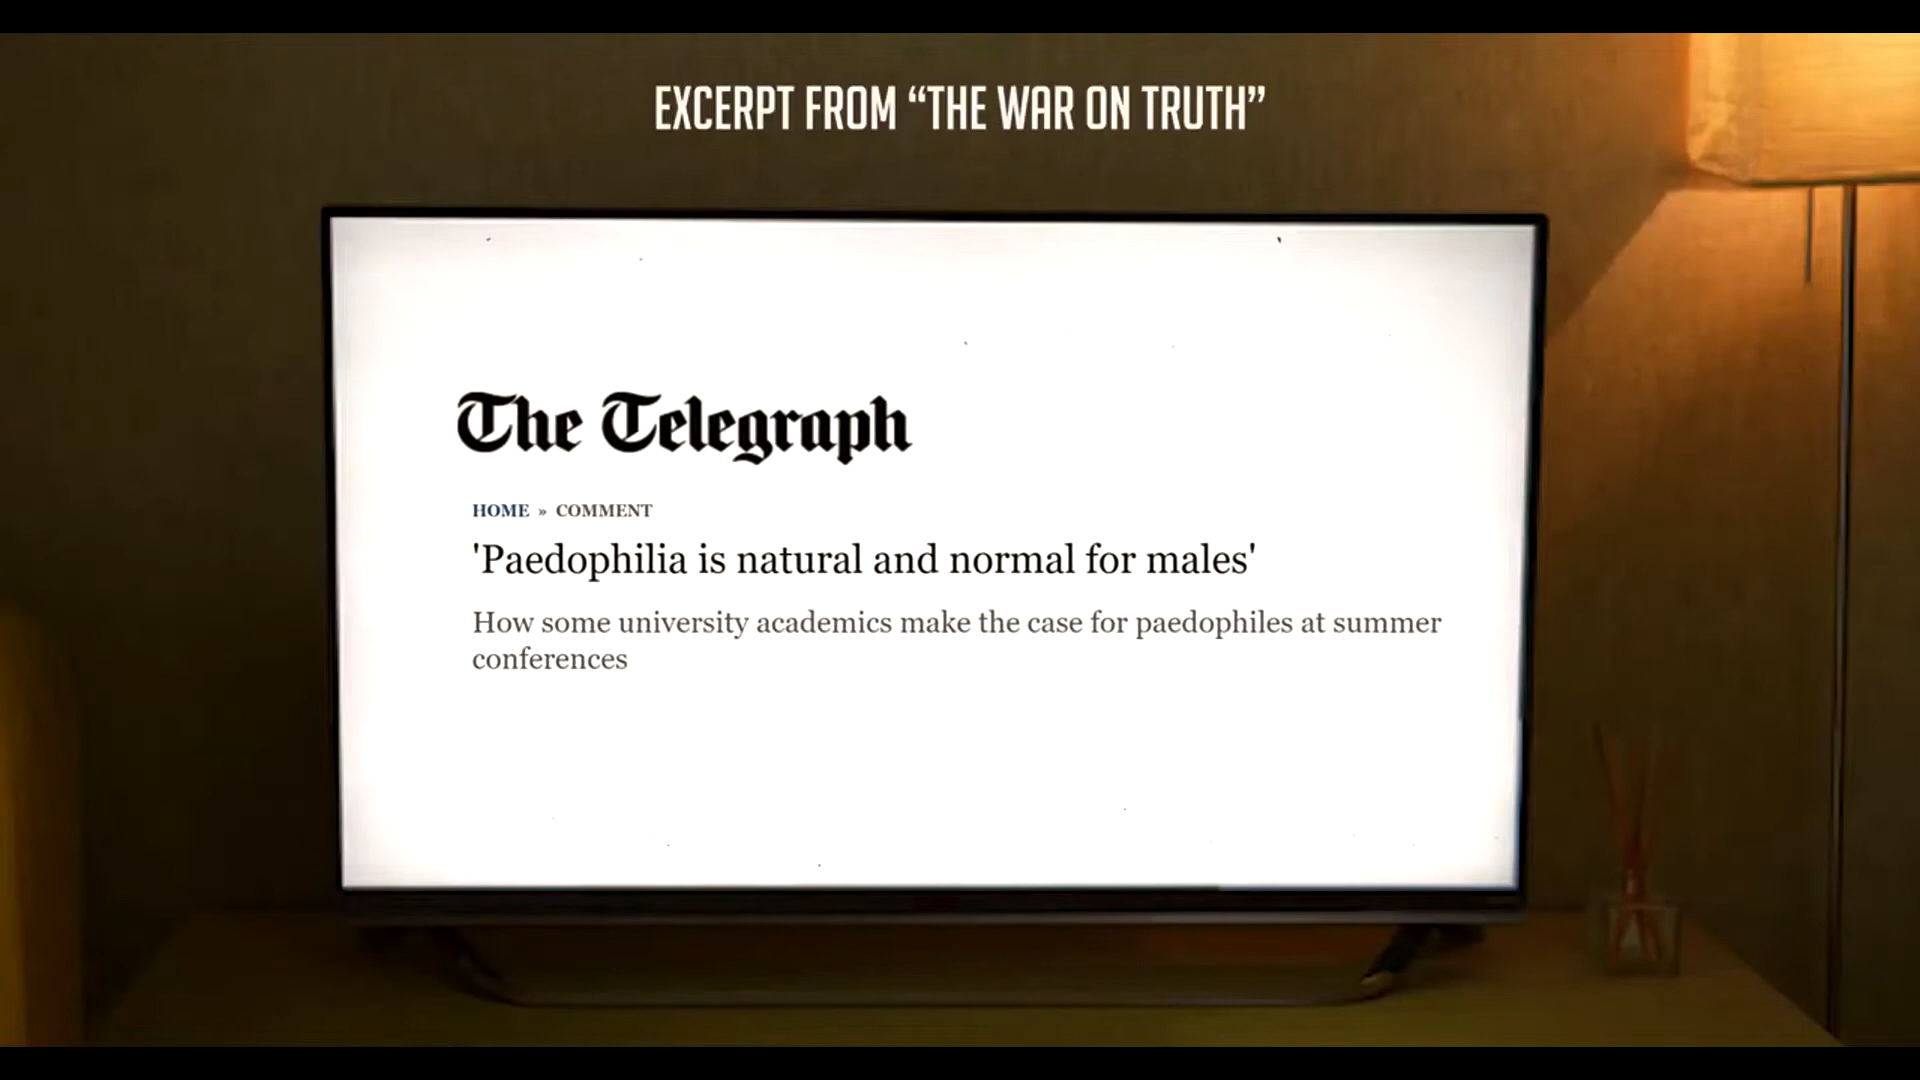 EXCERPT FROM “THE WAR ON TRUTH”
The Telegraph
HOME » COMMENT
'Paedophilia is natural and normal for males'
How some university academics make the case for paedophiles at summer
conferences